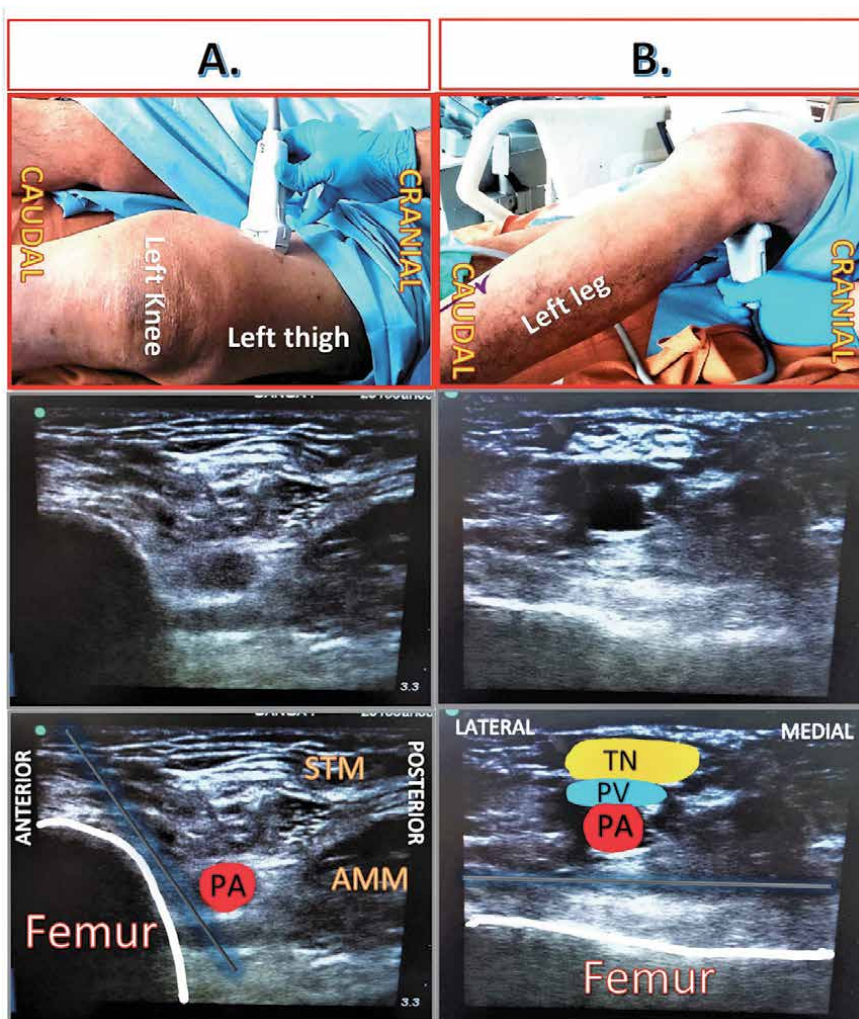 A.
B.
CAUDAL
Left Knee
Left thigh
CRANIAL
CAUDAL
Left leg
CRANIAL
3.3
ANTERIOR
STM
POSTERIOR
PA
AMM
Femur
3.3
LATERAL
MEDIAL
TN
PV
PA
Femur